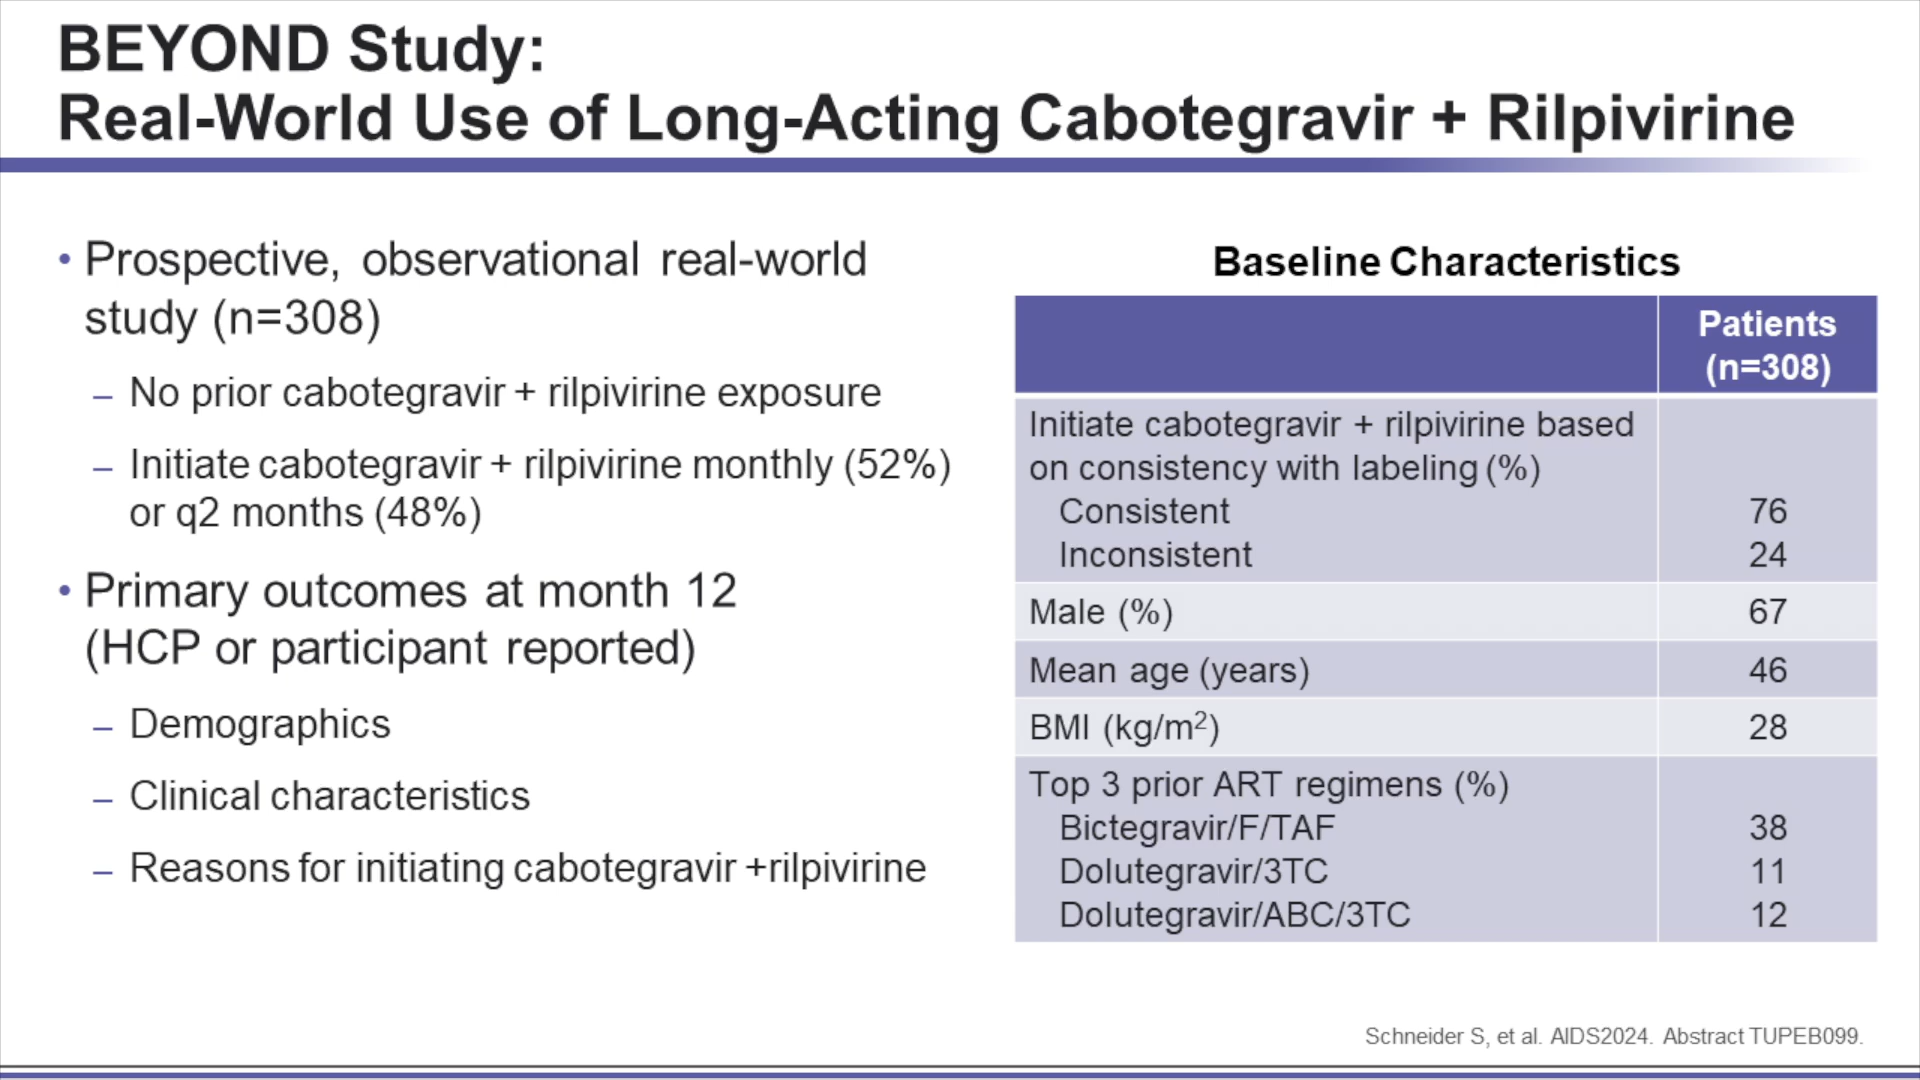 BEYOND Study:
Real-World Use of Long-Acting Cabotegravir + Rilpivirine
• Prospective, observational real-world
study (n=308)
– No prior cabotegravir + rilpivirine exposure
– Initiate cabotegravir + rilpivirine monthly (52%)
or q2 months (48%)
• Primary outcomes at month 12
(HCP or participant reported)
– Demographics
– Clinical characteristics
– Reasons for initiating cabotegravir +rilpivirine
Baseline Characteristics
Patients
(n=308)
Initiate cabotegravir + rilpivirine based
on consistency with labeling (%)
Consistent 76
Inconsistent 24
Male (%) 67
Mean age (years) 46
BMI (kg/m²) 28
Top 3 prior ART regimens (%)
Bictegravir/F/TAF 38
Dolutegravir/3TC 11
Dolutegravir/ABC/3TC 12
Schneider S, et al. AIDS2024. Abstract TUPEB099.